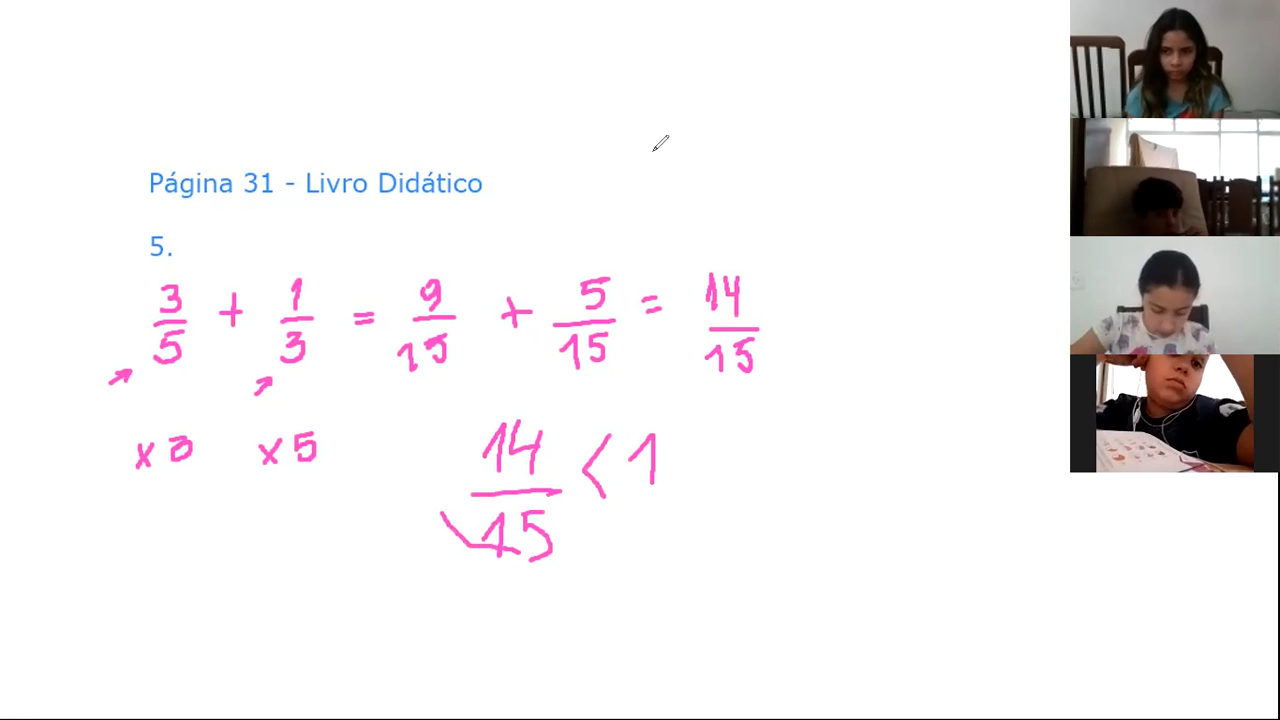 Página 31 - Livro Didático
5.
3/5 + 1/3 = 9/15 + 5/15 = 14/15
x3 x5
14/15 < 1